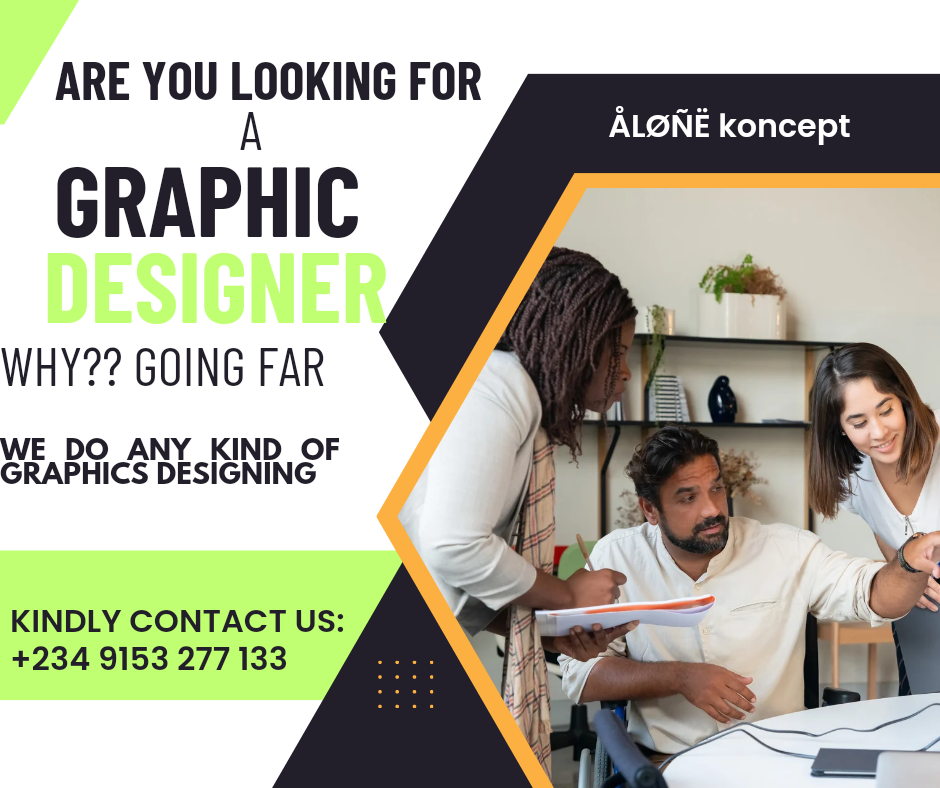 ARE YOU LOOKING FOR
A
GRAPHIC
DESIGNER
WHY?? GOING FAR
WE DO ANY KIND OF
GRAPHICS DESIGNING
KINDLY CONTACT US:
+234 9153 277 133
ÅLØÑË koncept